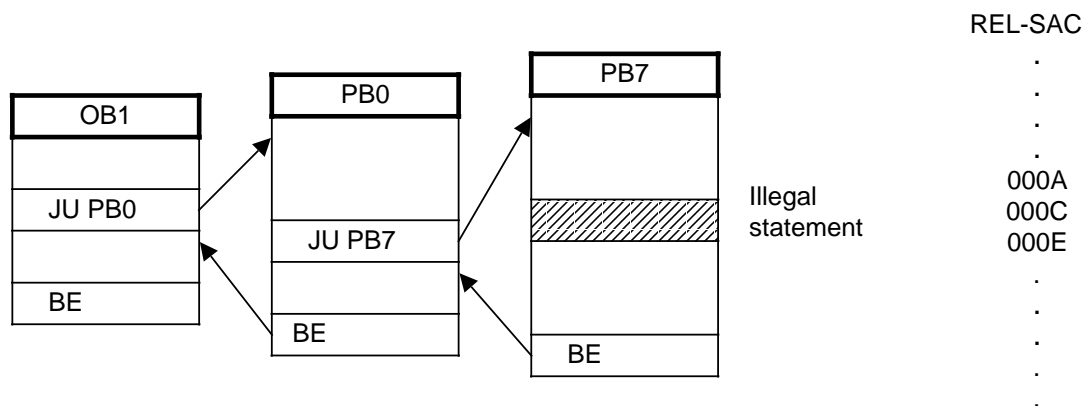 REL-SAC
OB1
JU PB0
BE
PB0
JU PB7
BE
PB7
BE
Illegal
statement
.
.
.
.
000A
000C
000E
.
.
.
.
.